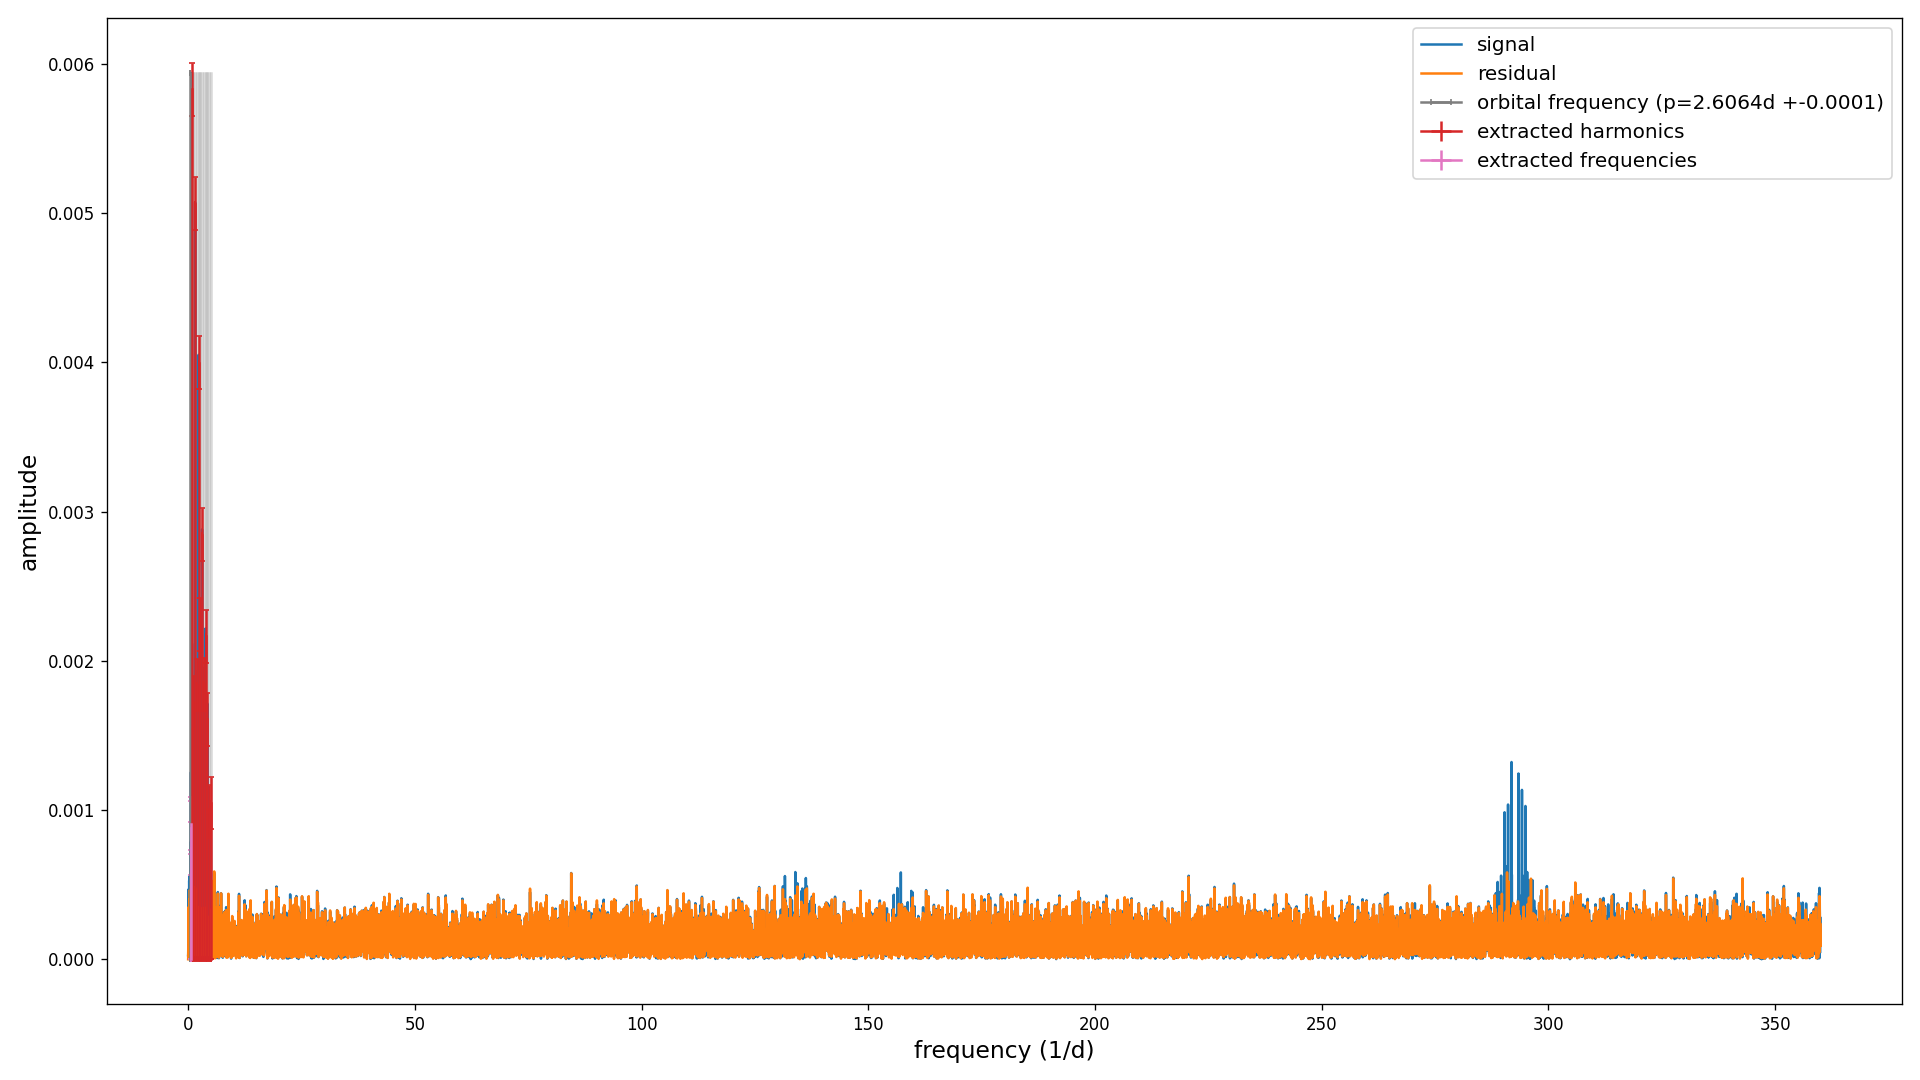 signal
residual
orbital frequency (p=2.6064d +-0.0001)
extracted harmonics
extracted frequencies
amplitude
0.006
0.005
0.004
0.003
0.002
0.001
0.000
0 50 100 150 200 250 300 350
frequency (1/d)